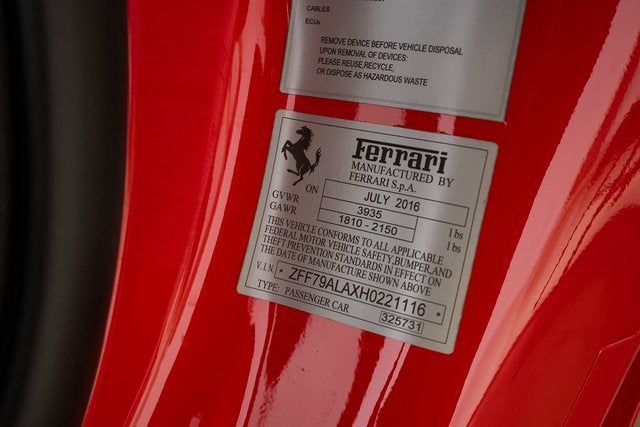 CABLES
ECUs
REMOVE DEVICE BEFORE VEHICLE DISPOSAL
UPON REMOVAL OF DEVICES:
PLEASE REUSE,RECYCLE,
OR DISPOSE AS HAZARDOUS WASTE
Ferrari
MANUFACTURED BY
FERRARI S.p.A.
ON JULY 2016
GVWR 3935 lbs
GAWR 1810 - 2150 lbs
THIS VEHICLE CONFORMS TO ALL APPLICABLE
FEDERAL MOTOR VEHICLE SAFETY,BUMPER,AND
THEFT PREVENTION STANDARDS IN EFFECT ON
THE DATE OF MANUFACTURE SHOWN ABOVE
V.I.N. * ZFF79ALAXH0221116 *
TYPE: PASSENGER CAR 325731